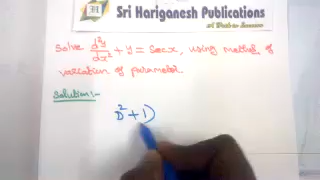 Sri Hariganesh Publications
Solve d²y/dx² + y = Secx, using method of
variation of parameter
Solution:-
D² + 1)